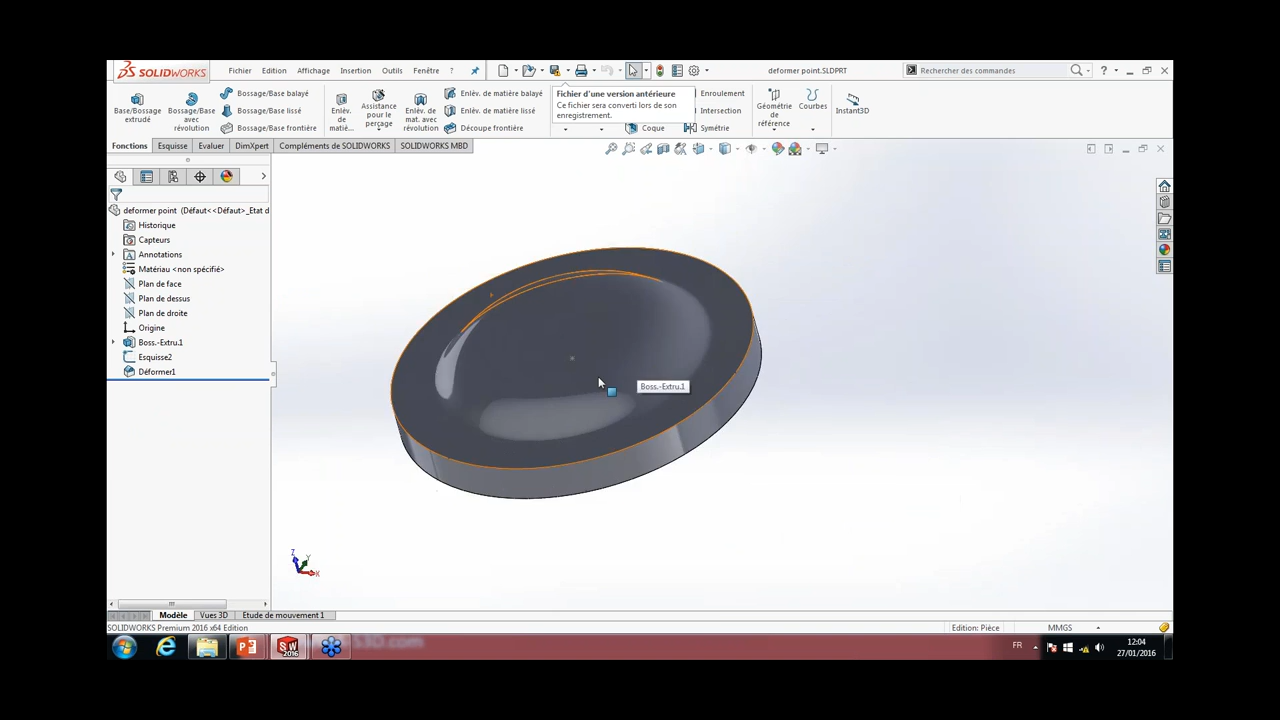 SOLIDWORKS
Fichier Edition Affichage Insertion Outils Fenêtre ?
deformer point.SLDPRT
Rechercher des commandes
?
Base/Bossage extrudé
Bossage/Base avec révolution
Bossage/Base balayé
Bossage/Base lissé
Bossage/Base frontière
Enlèv. de matiè...
Assistance pour le perçage
Enlèv. de mat. avec révolution
Enlèv. de matière balayé
Enlèv. de matière lissé
Découpe frontière
Fichier d'une version antérieure
Ce fichier sera converti lors de son
enregistrement.
Coque
Enroulement
Intersection
Symétrie
Géométrie de référence
Courbes
Instant3D
Fonctions Esquisse Evaluer DimXpert Compléments de SOLIDWORKS SOLIDWORKS MBD
deformer point (Défaut<<Défaut>_Etat d
Historique
Capteurs
Annotations
Matériau <non spécifié>
Plan de face
Plan de dessus
Plan de droite
Origine
Boss.-Extru.1
Esquisse2
Déformer1
Boss.-Extru.1
Z Y X
Modèle Vues 3D Etude de mouvement 1
SOLIDWORKS Premium 2016 x64 Edition
Edition: Pièce
MMGS
S3D.com
FR
12:04
27/01/2016